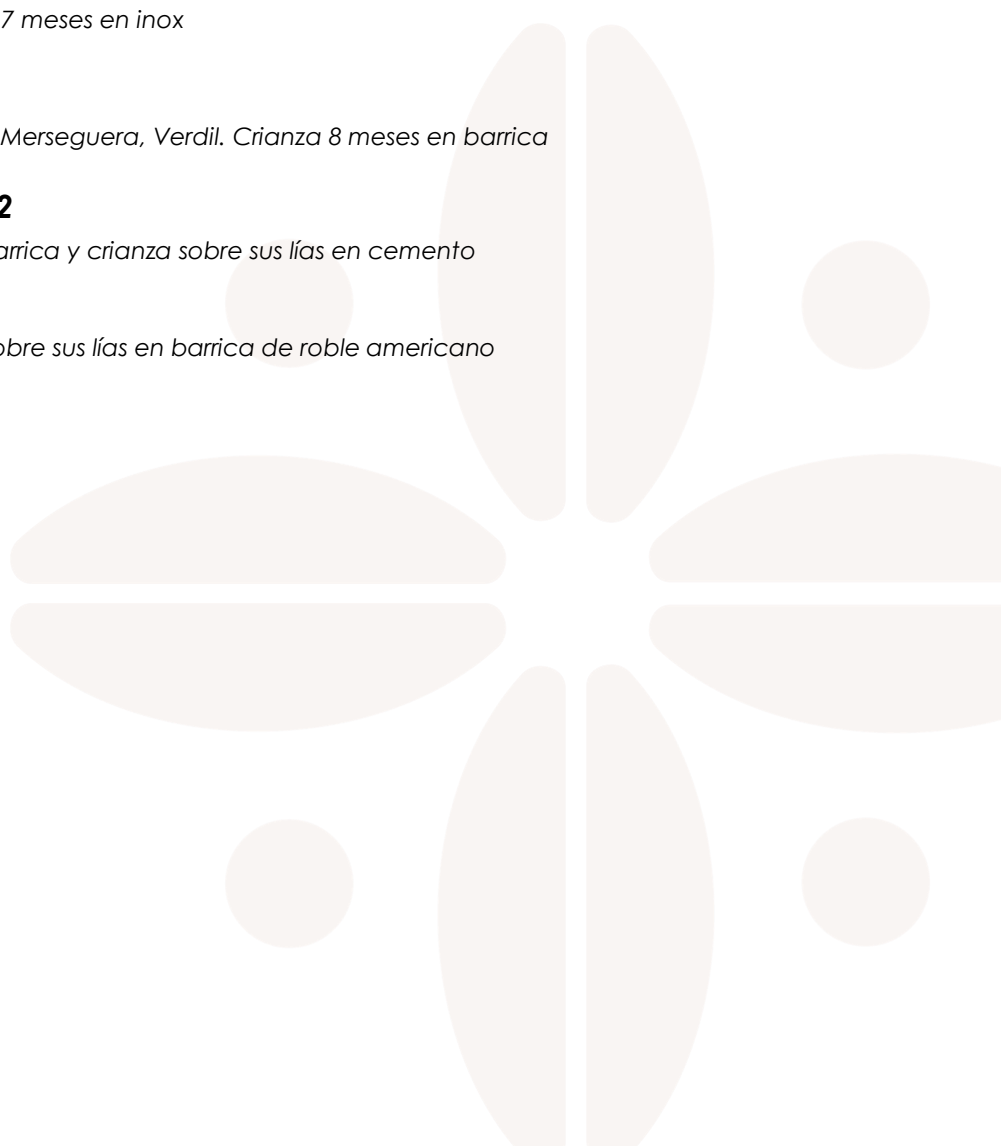 7 meses en inox
Merseguera, Verdil. Crianza 8 meses en barrica
2
arrica y crianza sobre sus lías en cemento
obre sus lías en barrica de roble americano